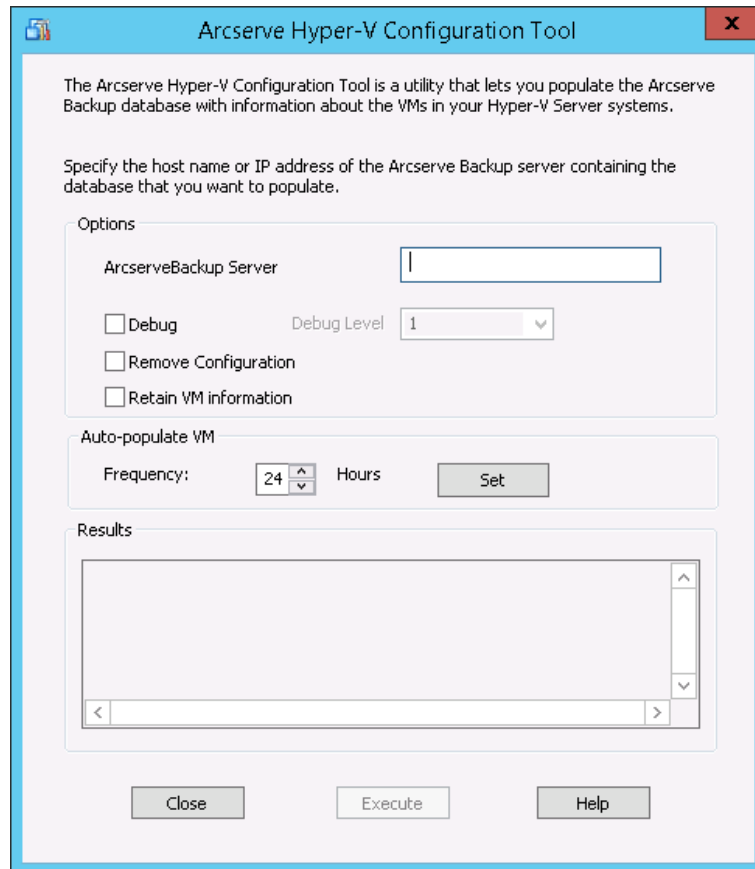 Arcserve Hyper-V Configuration Tool
The Arcserve Hyper-V Configuration Tool is a utility that lets you populate the Arcserve
Backup database with information about the VMs in your Hyper-V Server systems.
Specify the host name or IP address of the Arcserve Backup server containing the
database that you want to populate.
Options
ArcserveBackup Server
Debug Debug Level 1
Remove Configuration
Retain VM information
Auto-populate VM
Frequency: 24 Hours Set
Results
Close Execute Help